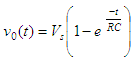 v₀(t) = Vₛ(1 − e^(−t/RC))